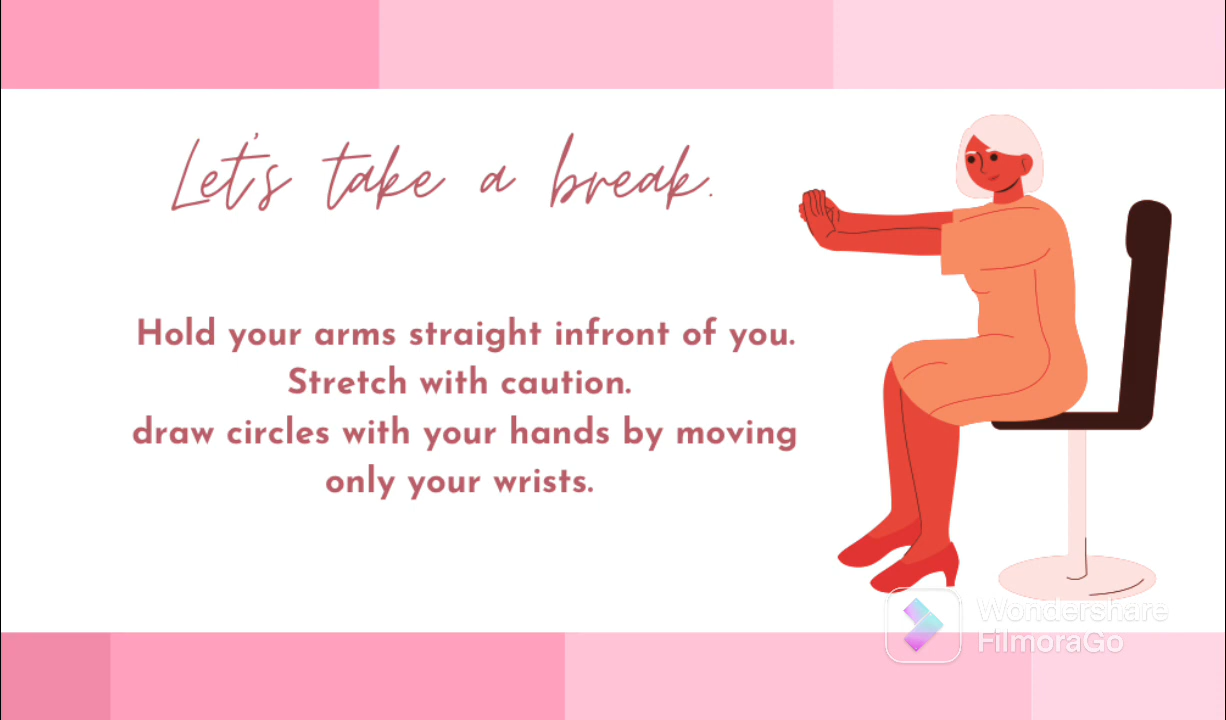 Let's take a break.
Hold your arms straight infront of you.
Stretch with caution.
draw circles with your hands by moving
only your wrists.
Wondershare
FilmoraGo